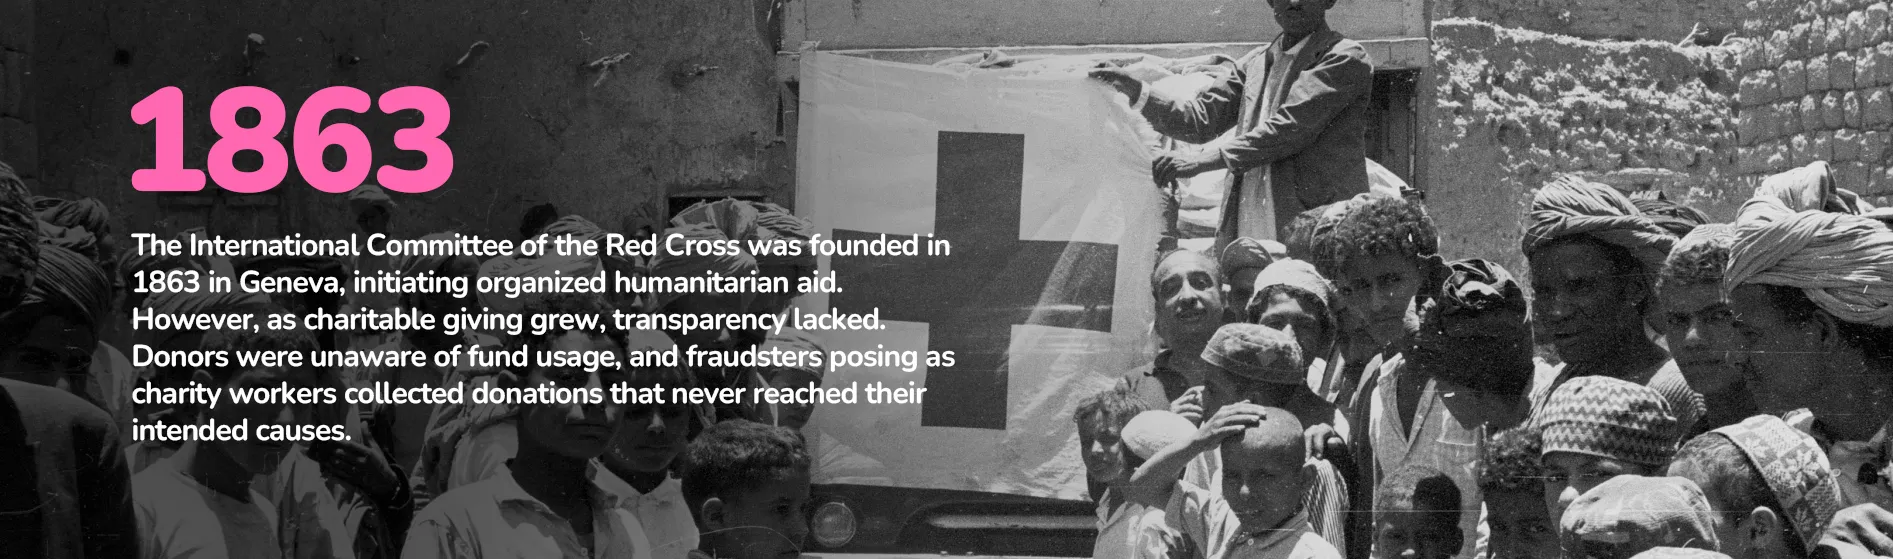 1863
The International Committee of the Red Cross was founded in
1863 in Geneva, initiating organized humanitarian aid.
However, as charitable giving grew, transparency lacked.
Donors were unaware of fund usage, and fraudsters posing as
charity workers collected donations that never reached their
intended causes.